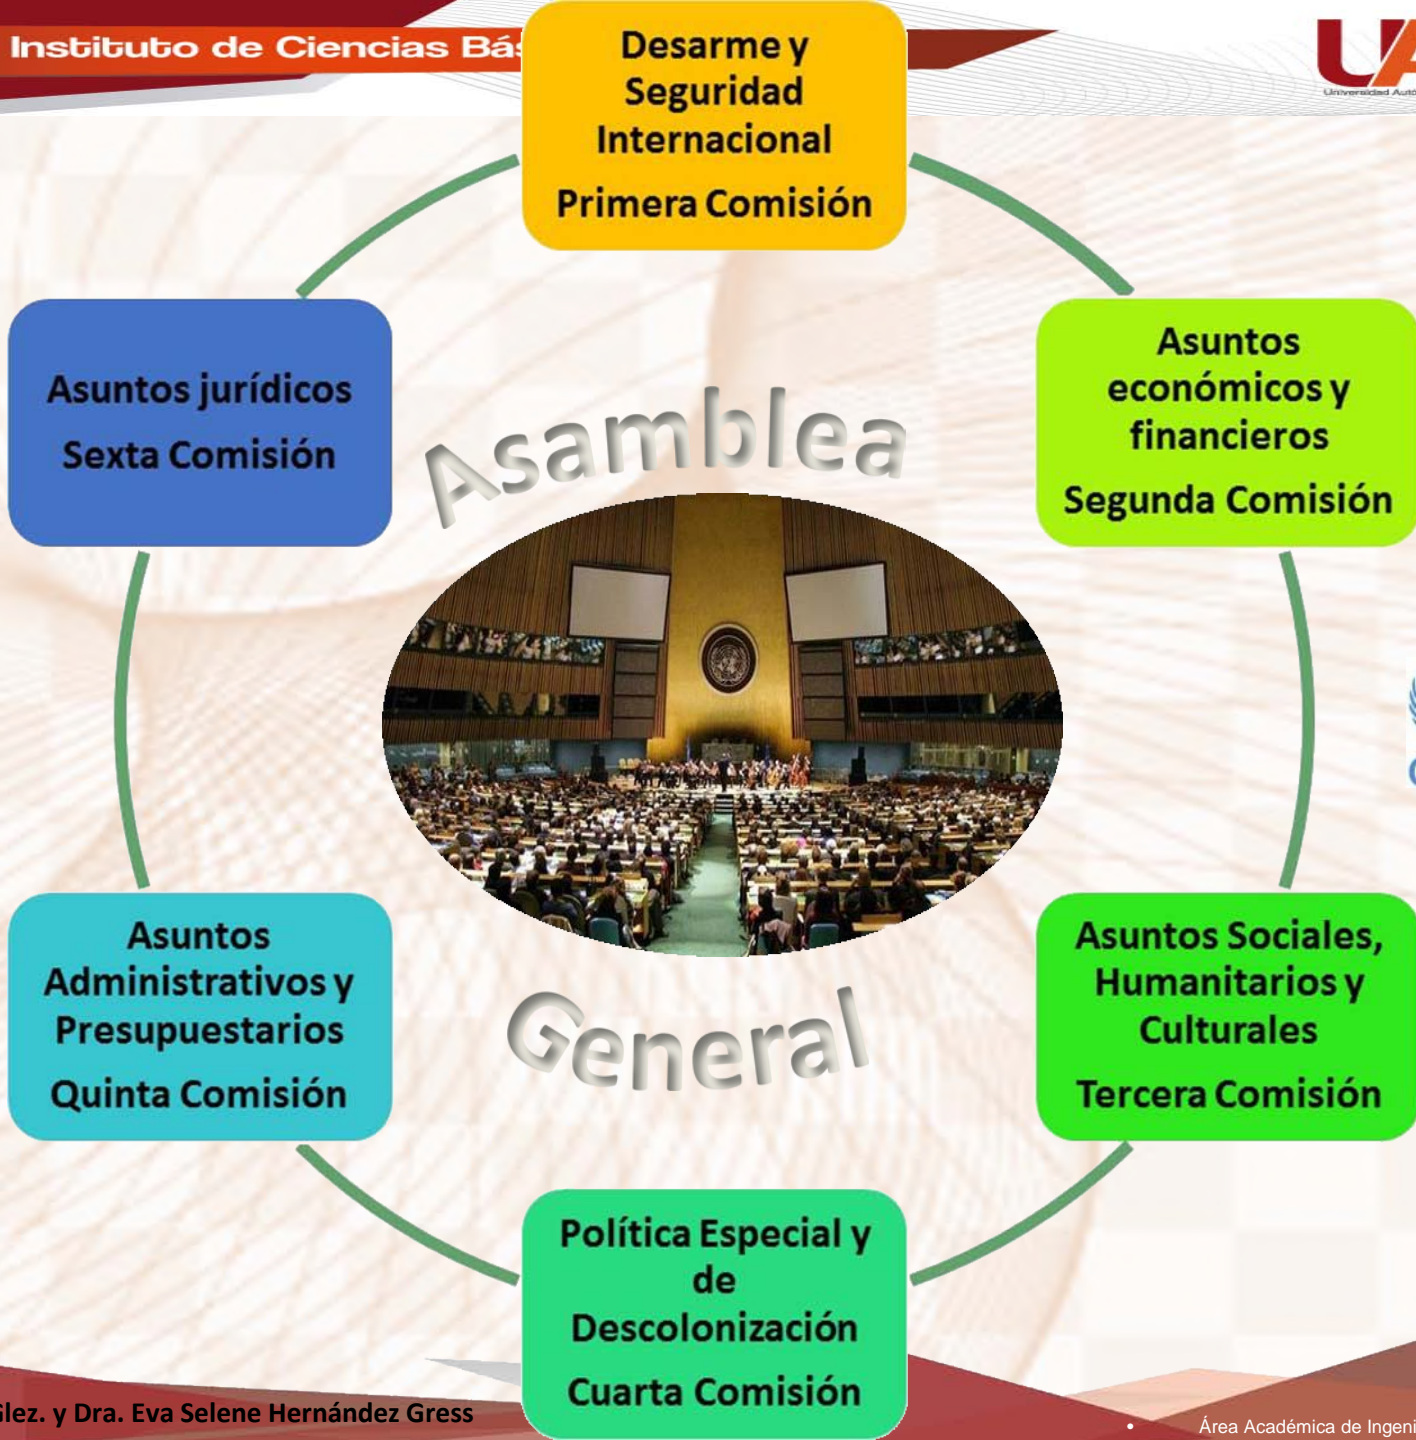 Instituto de Ciencias
Universidad
Desarme y
Seguridad
Internacional
Primera Comisión
Asuntos
económicos y
financieros
Segunda Comisión
Asuntos Sociales,
Humanitarios y
Culturales
Tercera Comisión
Política Especial y
de
Descolonización
Cuarta Comisión
Asuntos
Administrativos y
Presupuestarios
Quinta Comisión
Asuntos jurídicos
Sexta Comisión
Asamblea
General
Glez. y Dra. Eva Selene Hernández Gress
• Área Académica de